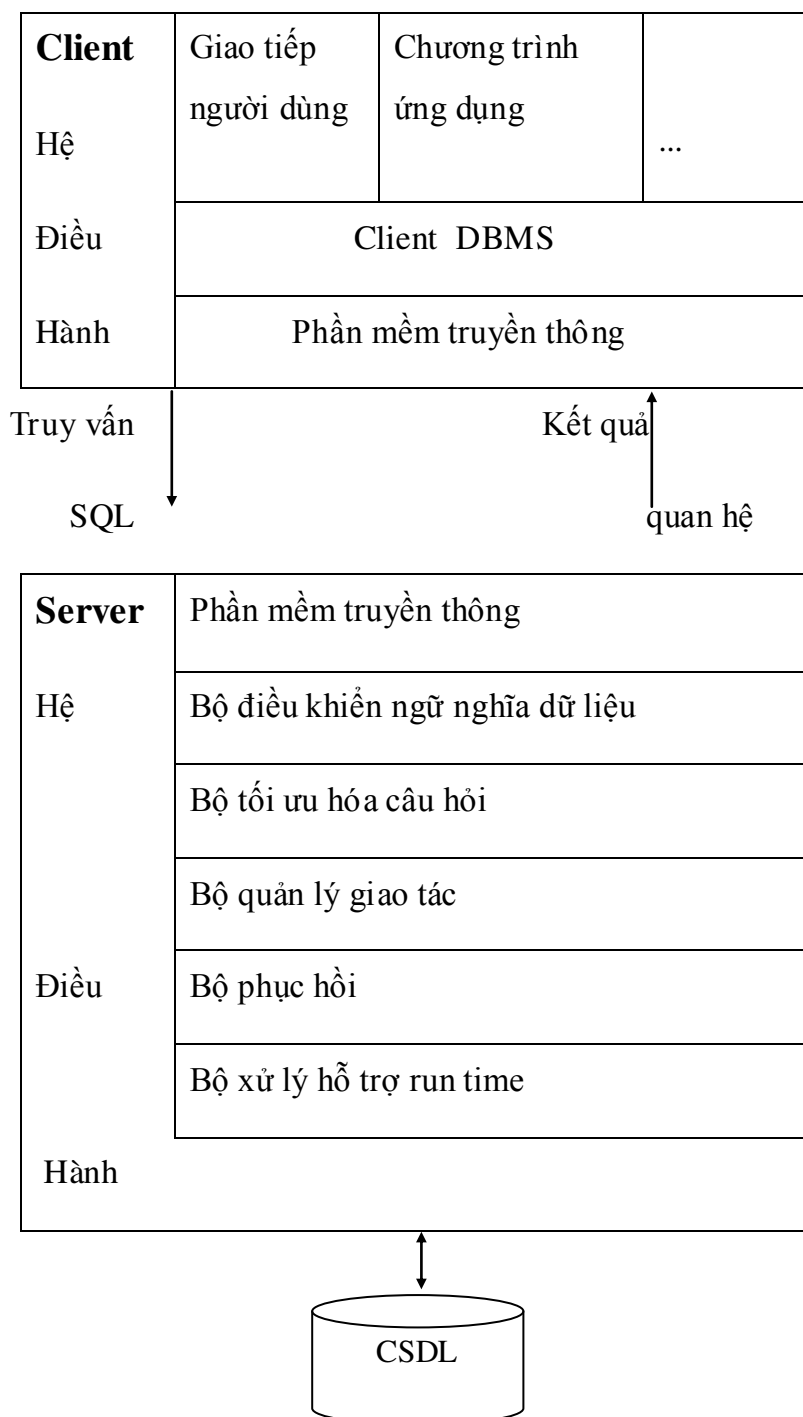 Client
Giao tiếp
người dùng
Chương trình
ứng dụng
...
Hệ
Điều
Hành
Client DBMS
Phần mềm truyền thông
Truy vấn
SQL
Kết quả
quan hệ
Server
Phần mềm truyền thông
Hệ
Bộ điều khiển ngữ nghĩa dữ liệu
Bộ tối ưu hóa câu hỏi
Bộ quản lý giao tác
Điều
Bộ phục hồi
Bộ xử lý hỗ trợ run time
Hành
CSDL